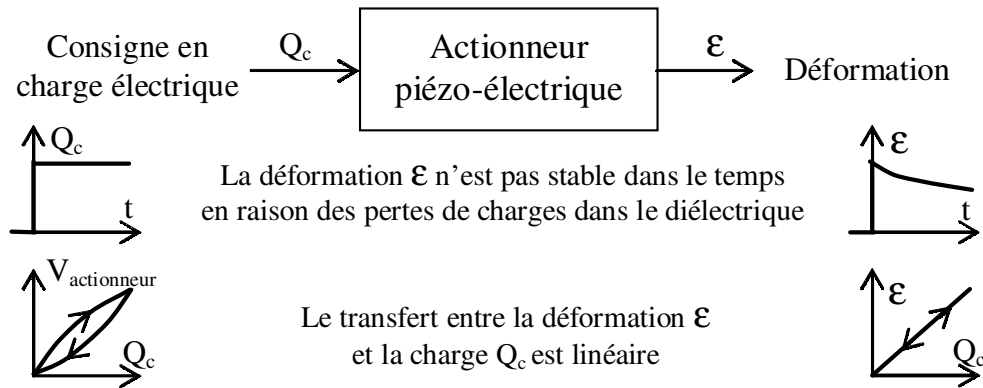 Consigne en
charge électrique
Q_c
Actionneur
piézo-électrique
ε
Déformation
Q_c
t
La déformation ε n'est pas stable dans le temps
en raison des pertes de charges dans le diélectrique
ε
t
V_actionneur
Q_c
Le transfert entre la déformation ε
et la charge Q_c est linéaire
ε
Q_c